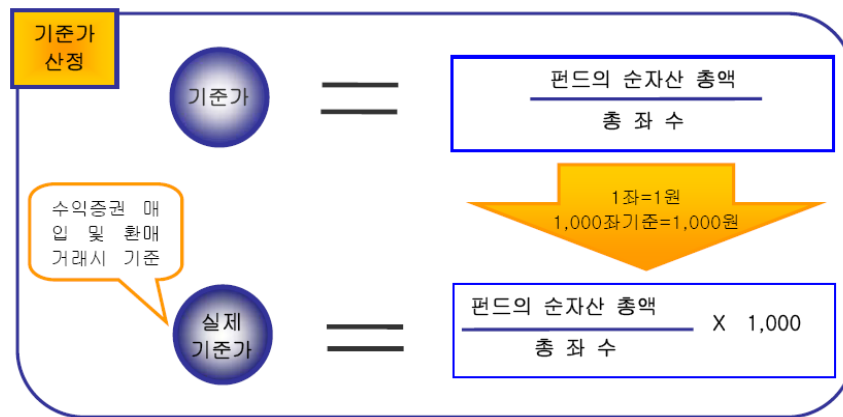 기준가
산정
기준가
펀드의 순자산 총액
총 좌 수
1좌=1원
1,000좌기준=1,000원
수익증권 매
입 및 환매
거래시 기준
실제
기준가
펀드의 순자산 총액
총 좌 수
X 1,000